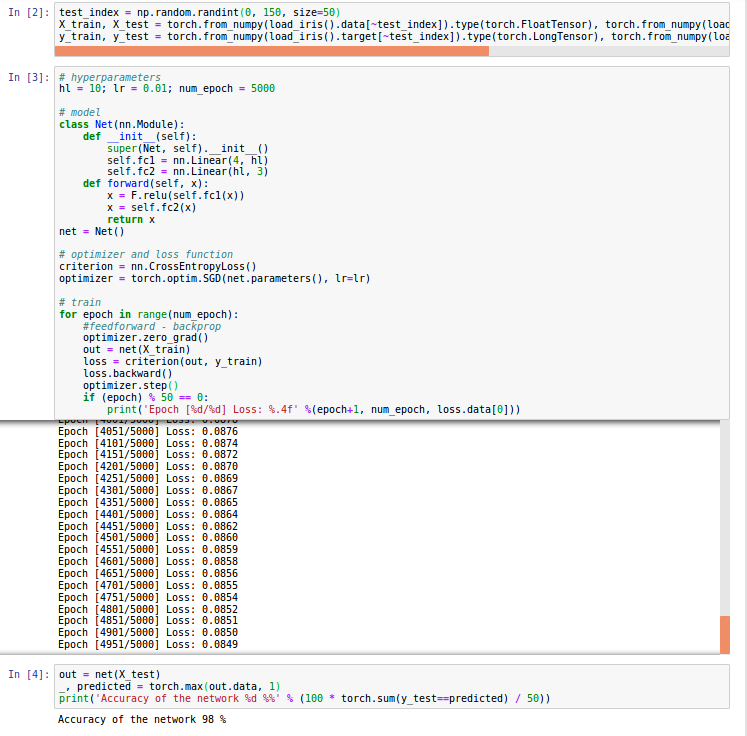 In [2]: test_index = np.random.randint(0, 150, size=50)
X_train, X_test = torch.from_numpy(load_iris().data[~test_index]).type(torch.FloatTensor), torch.from_numpy(load
y_train, y_test = torch.from_numpy(load_iris().target[~test_index]).type(torch.LongTensor), torch.from_numpy(loa
In [3]: # hyperparameters
hl = 10; lr = 0.01; num_epoch = 5000
# model
class Net(nn.Module):
    def __init__(self):
        super(Net, self).__init__()
        self.fc1 = nn.Linear(4, hl)
        self.fc2 = nn.Linear(hl, 3)
    def forward(self, x):
        x = F.relu(self.fc1(x))
        x = self.fc2(x)
        return x
net = Net()
# optimizer and loss function
criterion = nn.CrossEntropyLoss()
optimizer = torch.optim.SGD(net.parameters(), lr=lr)
# train
for epoch in range(num_epoch):
    #feedforward - backprop
    optimizer.zero_grad()
    out = net(X_train)
    loss = criterion(out, y_train)
    loss.backward()
    optimizer.step()
    if (epoch) % 50 == 0:
        print('Epoch [%d/%d] Loss: %.4f' %(epoch+1, num_epoch, loss.data[0]))
Epoch [4051/5000] Loss: 0.0876
Epoch [4101/5000] Loss: 0.0874
Epoch [4151/5000] Loss: 0.0872
Epoch [4201/5000] Loss: 0.0870
Epoch [4251/5000] Loss: 0.0869
Epoch [4301/5000] Loss: 0.0867
Epoch [4351/5000] Loss: 0.0865
Epoch [4401/5000] Loss: 0.0864
Epoch [4451/5000] Loss: 0.0862
Epoch [4501/5000] Loss: 0.0860
Epoch [4551/5000] Loss: 0.0859
Epoch [4601/5000] Loss: 0.0858
Epoch [4651/5000] Loss: 0.0856
Epoch [4701/5000] Loss: 0.0855
Epoch [4751/5000] Loss: 0.0854
Epoch [4801/5000] Loss: 0.0852
Epoch [4851/5000] Loss: 0.0851
Epoch [4901/5000] Loss: 0.0850
Epoch [4951/5000] Loss: 0.0849
In [4]: out = net(X_test)
_, predicted = torch.max(out.data, 1)
print('Accuracy of the network %d %%' % (100 * torch.sum(y_test==predicted) / 50))
Accuracy of the network 98 %